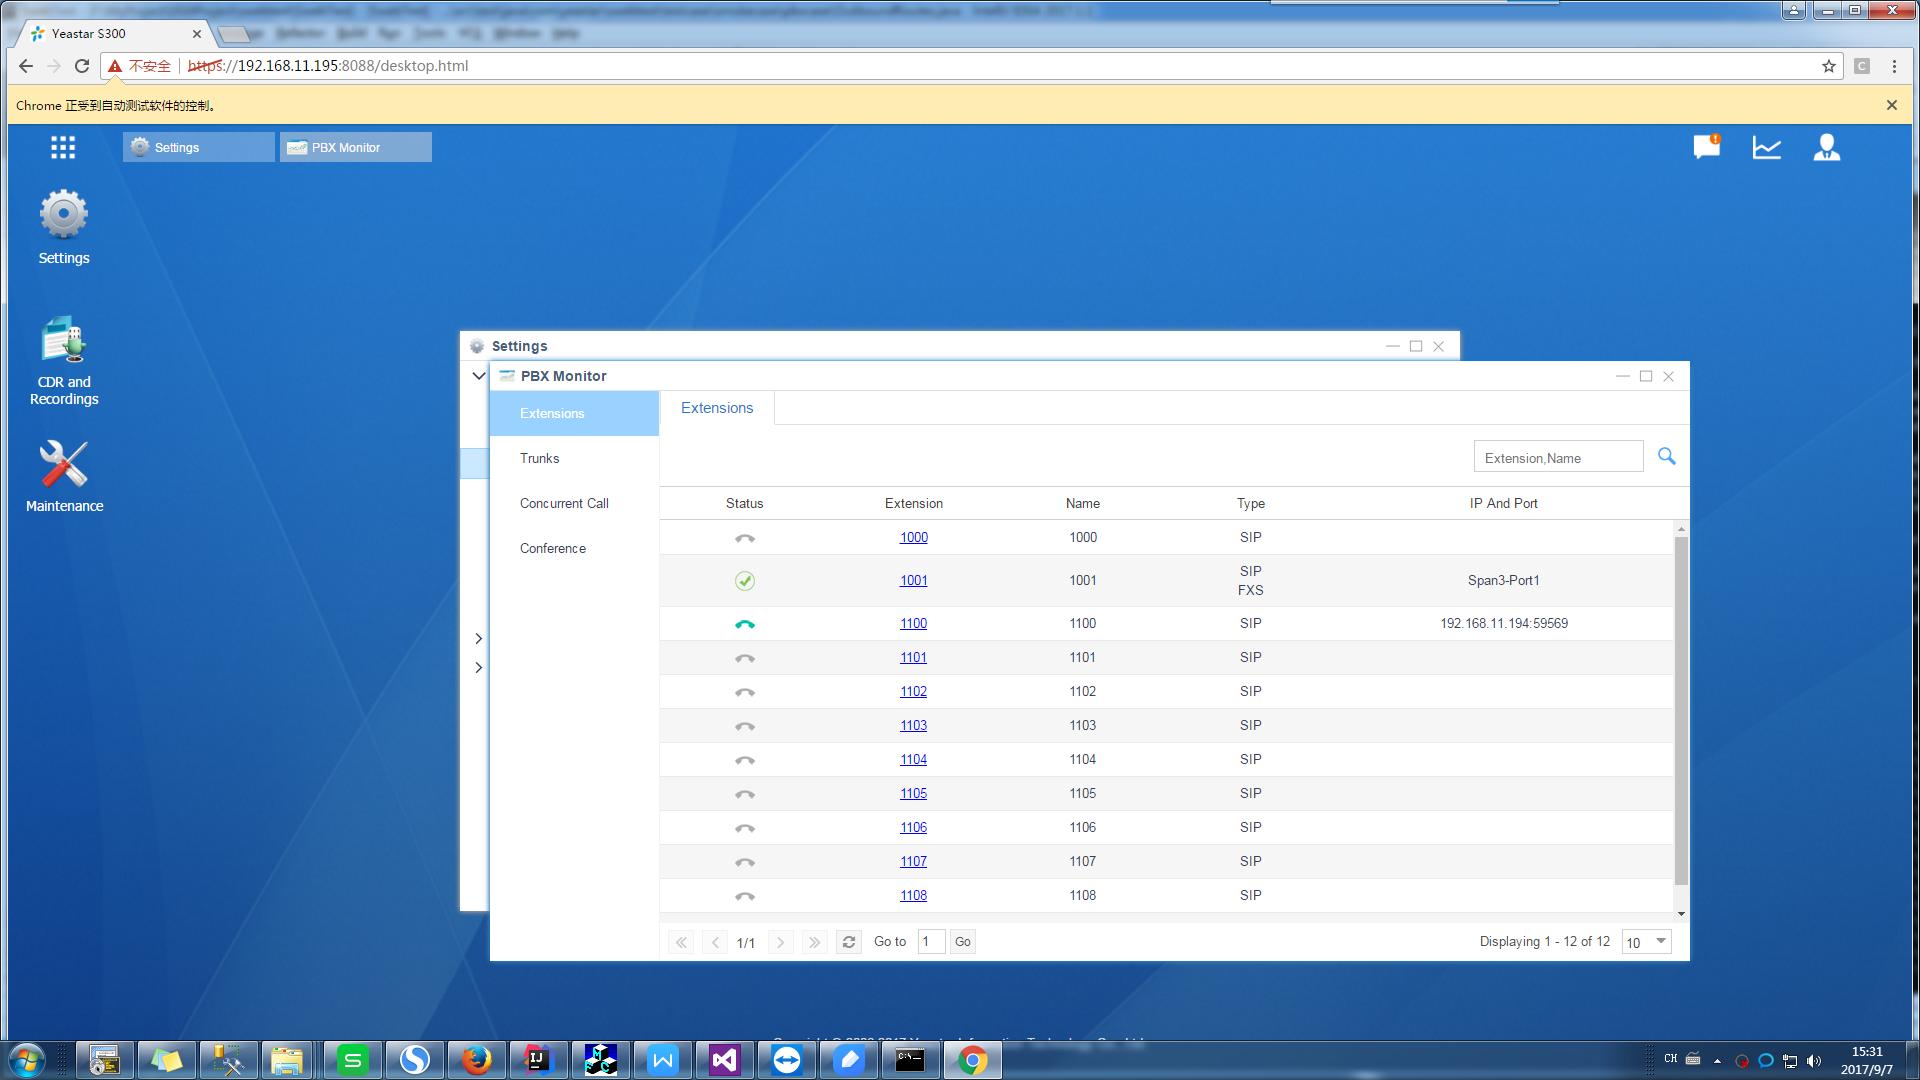 Yeastar S300
不安全 https://192.168.11.195:8088/desktop.html
Chrome 正受到自动测试软件的控制。
Settings
PBX Monitor
Settings
CDR and
Recordings
Maintenance
Settings
PBX Monitor
Extensions
Trunks
Concurrent Call
Conference
Extensions
Extension,Name
Status Extension Name Type IP And Port
1000 1000 SIP
1001 1001 SIP FXS Span3-Port1
1100 1100 SIP 192.168.11.194:59569
1101 1101 SIP
1102 1102 SIP
1103 1103 SIP
1104 1104 SIP
1105 1105 SIP
1106 1106 SIP
1107 1107 SIP
1108 1108 SIP
1/1 Go to 1 Go Displaying 1 - 12 of 12 10
CH 15:31
2017/9/7